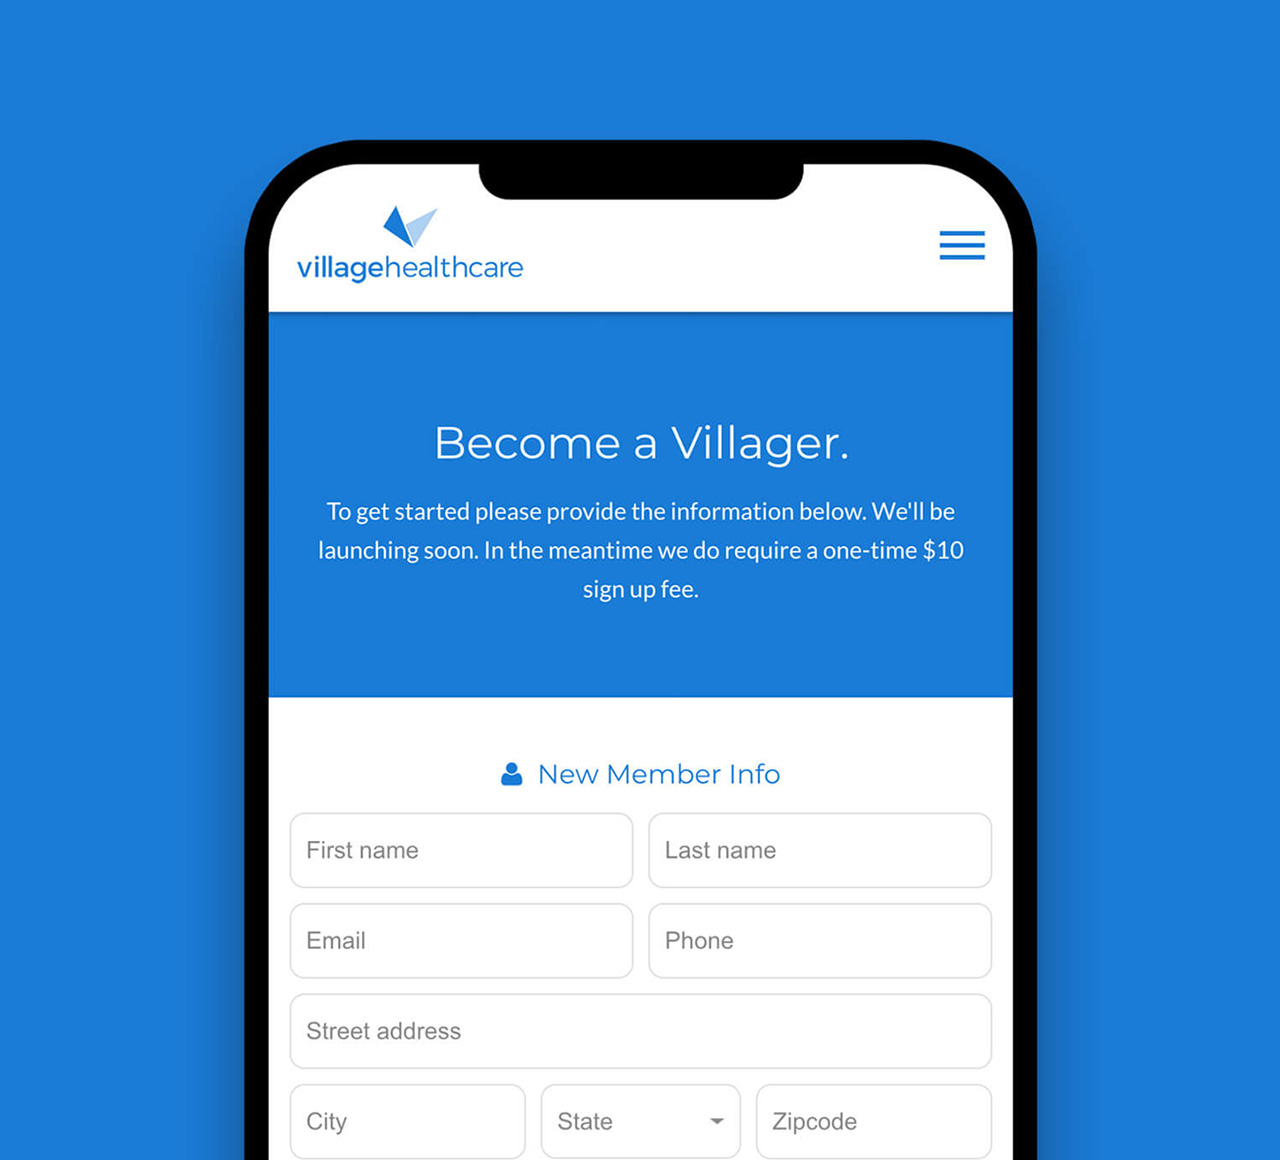 villagehealthcare
Become a Villager.
To get started please provide the information below. We'll be
launching soon. In the meantime we do require a one-time $10
sign up fee.
New Member Info
First name
Last name
Email
Phone
Street address
City
State
Zipcode